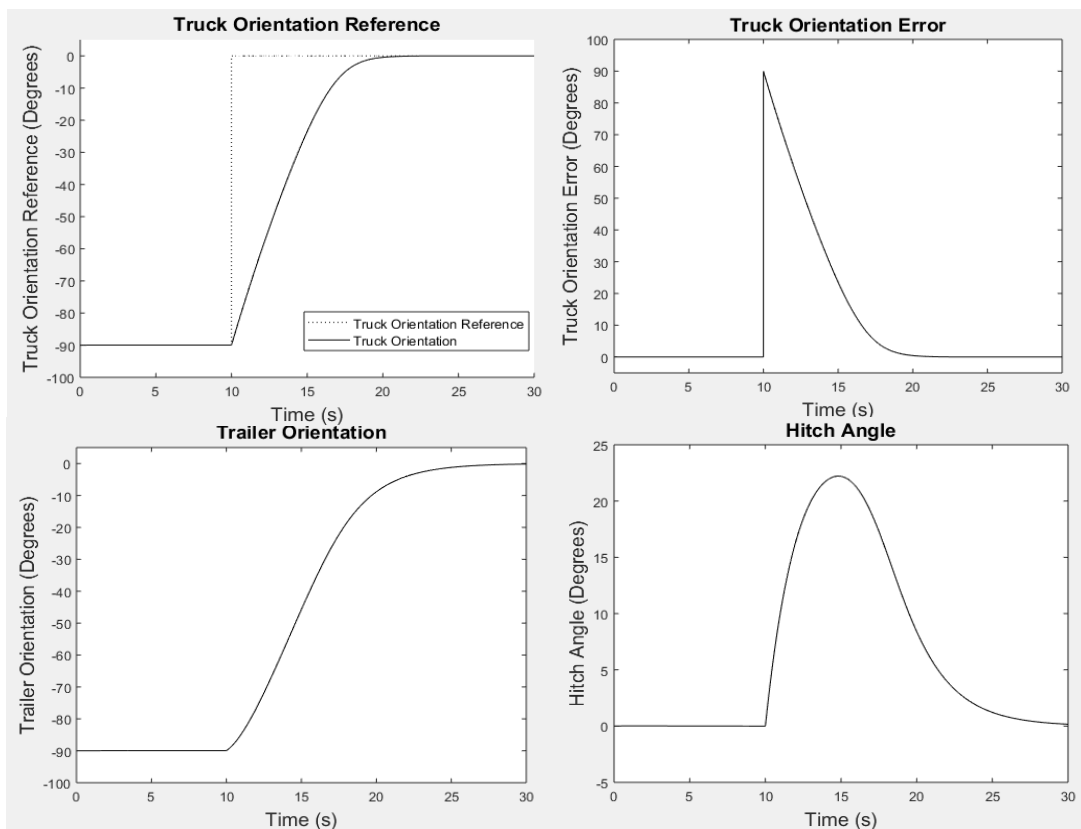 Truck Orientation Reference
Truck Orientation Reference (Degrees)
0
-10
-20
-30
-40
-50
-60
-70
-80
-90
-100
Truck Orientation Reference
Truck Orientation
0 5 10 15 20 25 30
Time (s)
Truck Orientation Error
Truck Orientation Error (Degrees)
100
90
80
70
60
50
40
30
20
10
0
0 5 10 15 20 25 30
Time (s)
Trailer Orientation
Trailer Orientation (Degrees)
0
-10
-20
-30
-40
-50
-60
-70
-80
-90
-100
0 5 10 15 20 25 30
Time (s)
Hitch Angle
Hitch Angle (Degrees)
25
20
15
10
5
0
-5
0 5 10 15 20 25 30
Time (s)